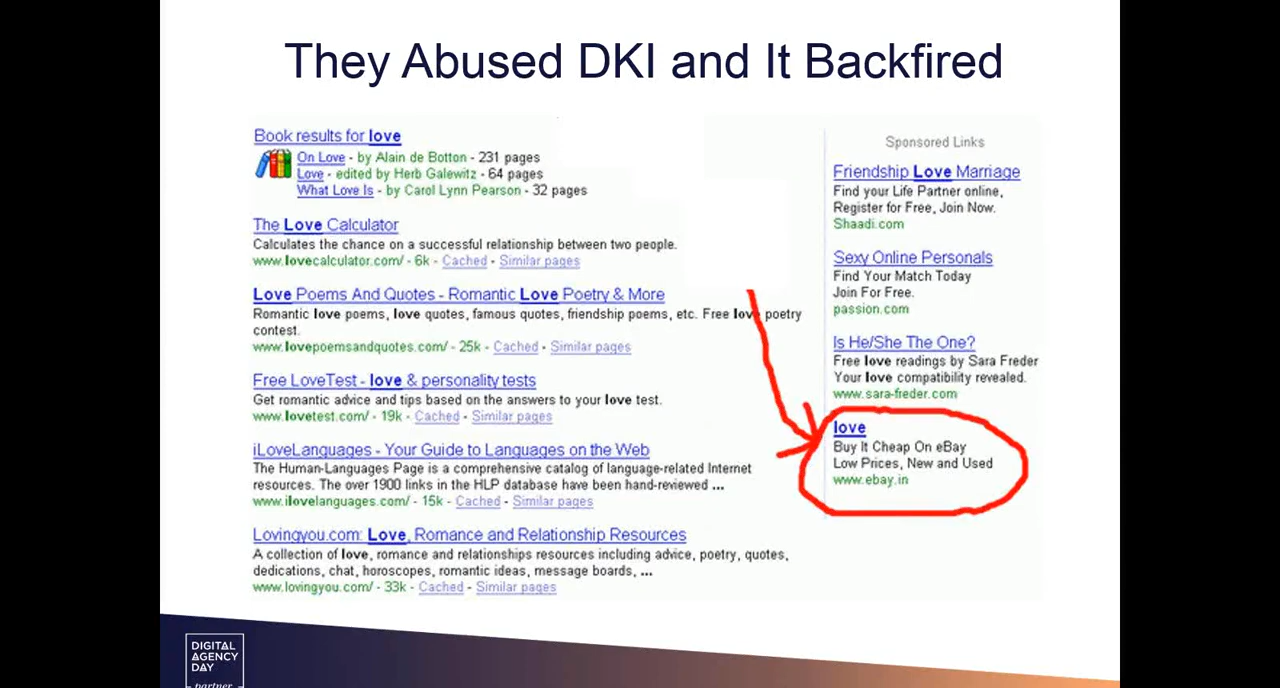 They Abused DKI and It Backfired
Book results for love
On Love - by Alain de Botton - 231 pages
Love - edited by Herb Galewitz - 64 pages
What Love Is - by Carol Lynn Pearson - 32 pages
The Love Calculator
Calculates the chance on a successful relationship between two people.
www.lovecalculator.com/ - 6k - Cached - Similar pages
Love Poems And Quotes - Romantic Love Poetry & More
Romantic love poems, love quotes, famous quotes, friendship poems, etc. Free love poetry
contest.
www.lovepoemsandquotes.com/ - 25k - Cached - Similar pages
Free LoveTest - love & personality tests
Get romantic advice and tips based on the answers to your love test.
www.lovetest.com/ - 19k - Cached - Similar pages
iLoveLanguages - Your Guide to Languages on the Web
The Human-Languages Page is a comprehensive catalog of language-related Internet
resources. The over 1900 links in the HLP database have been hand-reviewed ...
www.ilovelanguages.com/ - 15k - Cached - Similar pages
Lovingyou.com: Love, Romance and Relationship Resources
A collection of love, romance and relationships resources including advice, poetry, quotes,
dedications, chat, horoscopes, romantic ideas, message boards, ...
www.lovingyou.com/ - 33k - Cached - Similar pages
Sponsored Links
Friendship Love Marriage
Find your Life Partner online,
Register for Free, Join Now.
Shaadi.com
Sexy Online Personals
Find Your Match Today
Join For Free.
passion.com
Is He/She The One?
Free love readings by Sara Freder
Your love compatibility revealed.
www.sara-freder.com
love
Buy It Cheap On eBay
Low Prices, New and Used
www.ebay.in
DIGITAL
AGENCY
DAY
partner